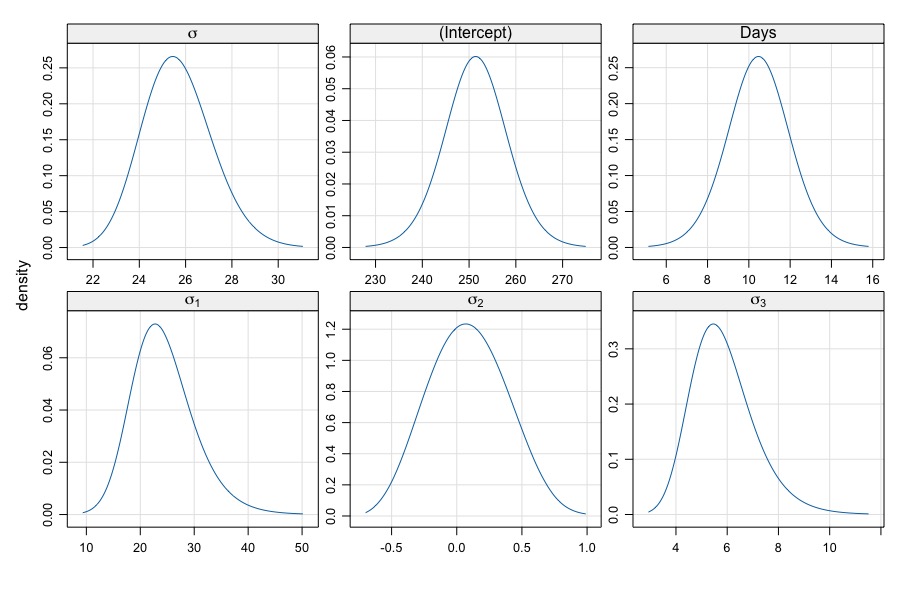 σ
0.00 0.05 0.10 0.15 0.20 0.25
22 24 26 28 30
(Intercept)
0.00 0.01 0.02 0.03 0.04 0.05 0.06
230 240 250 260 270
Days
0.00 0.05 0.10 0.15 0.20 0.25
6 8 10 12 14 16
density
σ₁
0.00 0.02 0.04 0.06
10 20 30 40 50
σ₂
0.0 0.2 0.4 0.6 0.8 1.0 1.2
-0.5 0.0 0.5 1.0
σ₃
0.0 0.1 0.2 0.3
4 6 8 10